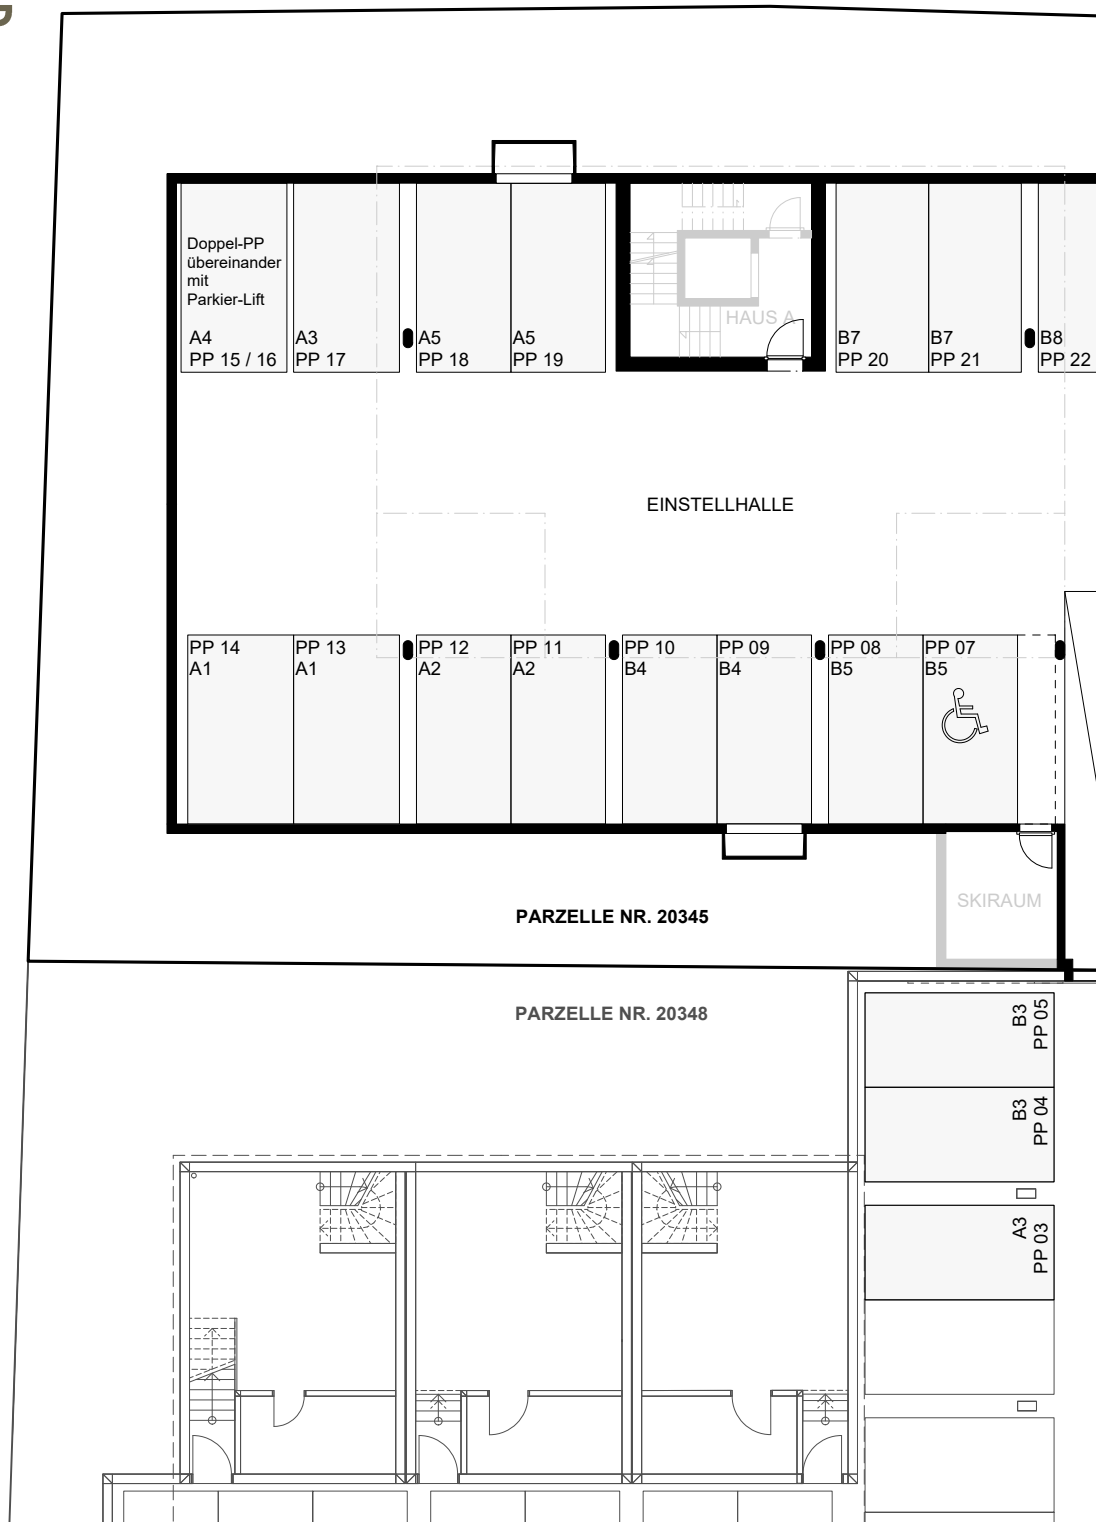 Doppel-PP
übereinander
mit
Parkier-Lift
A4
PP 15 / 16
A3
PP 17
A5
PP 18
A5
PP 19
HAUS A
B7
PP 20
B7
PP 21
B8
PP 22
EINSTELLHALLE
PP 14
A1
PP 13
A1
PP 12
A2
PP 11
A2
PP 10
B4
PP 09
B4
PP 08
B5
PP 07
B5
SKIRAUM
PARZELLE NR. 20345
PARZELLE NR. 20348
B3
PP 05
B3
PP 04
A3
PP 03